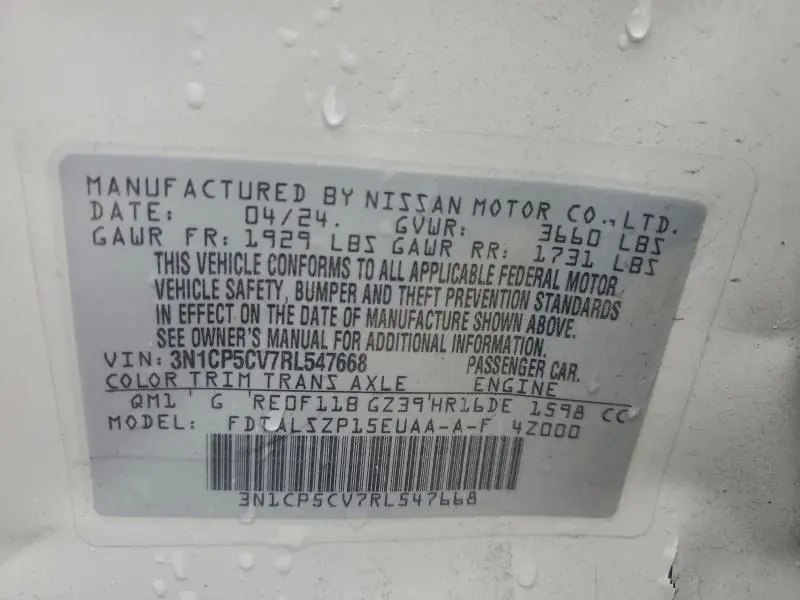 MANUFACTURED BY NISSAN MOTOR CO., LTD.
DATE: 04/24. GVWR: 3660 LBS
GAWR FR: 1929 LBS GAWR RR: 1731 LBS
THIS VEHICLE CONFORMS TO ALL APPLICABLE FEDERAL MOTOR
VEHICLE SAFETY, BUMPER AND THEFT PREVENTION STANDARDS
IN EFFECT ON THE DATE OF MANUFACTURE SHOWN ABOVE.
SEE OWNER'S MANUAL FOR ADDITIONAL INFORMATION.
VIN: 3N1CP5CV7RL547668 PASSENGER CAR.
COLOR TRIM TRANS AXLE ENGINE
QM1 G RE0F11B GZ39 HR16DE 1598 CC
MODEL: FDTALSZP15EUAA-A-F 4Z000
3N1CP5CV7RL547668